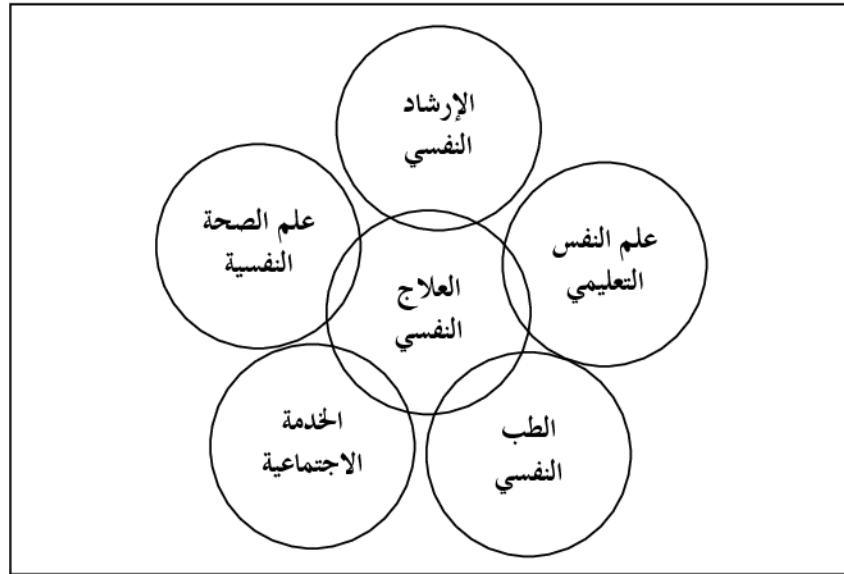 الإرشاد
النفسي
علم النفس
التعليمي
علم الصحة
النفسية
العلاج
النفسي
الطب
النفسي
الخدمة
الاجتماعية